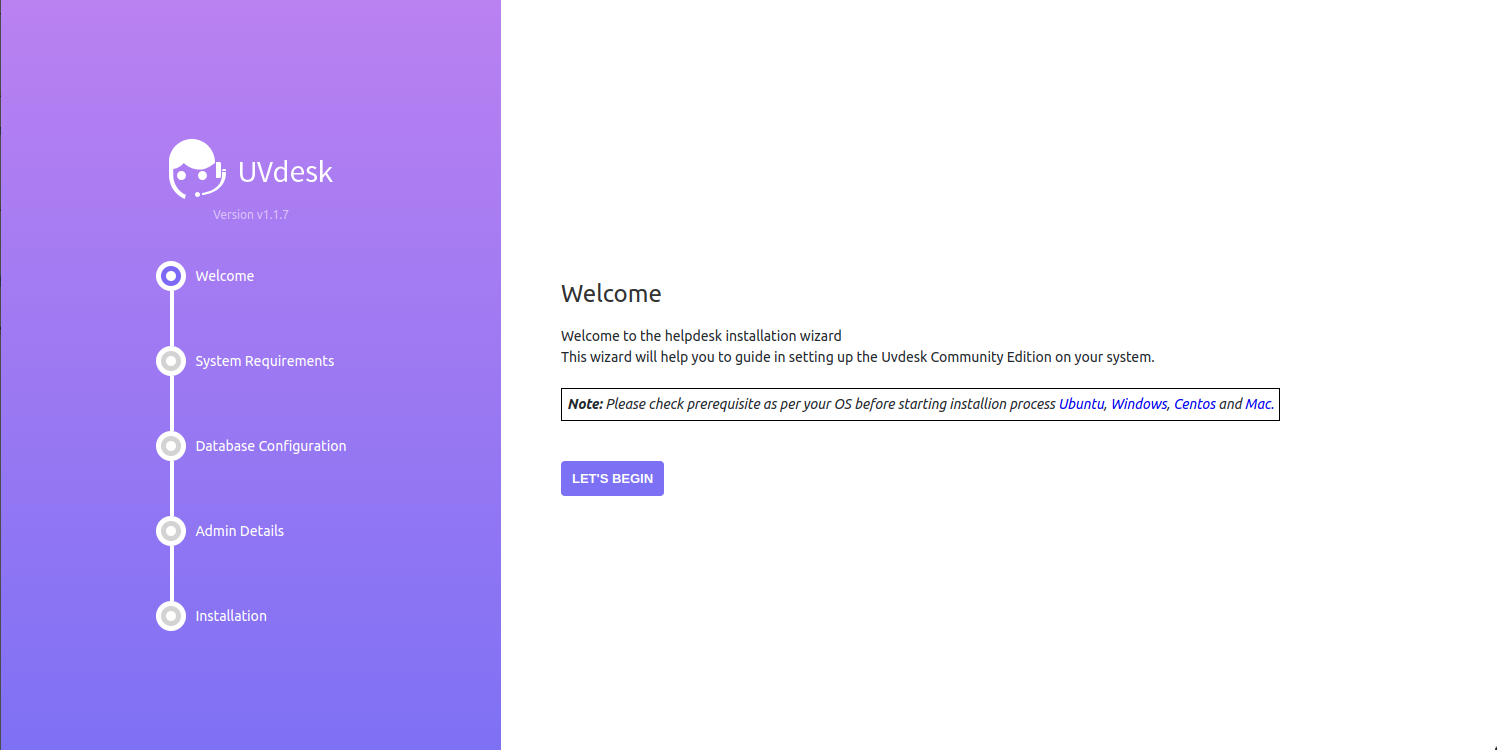 UVdesk
Version v1.1.7
Welcome
System Requirements
Database Configuration
Admin Details
Installation
Welcome
Welcome to the helpdesk installation wizard
This wizard will help you to guide in setting up the Uvdesk Community Edition on your system.
Note: Please check prerequisite as per your OS before starting installion process Ubuntu, Windows, Centos and Mac.
LET'S BEGIN